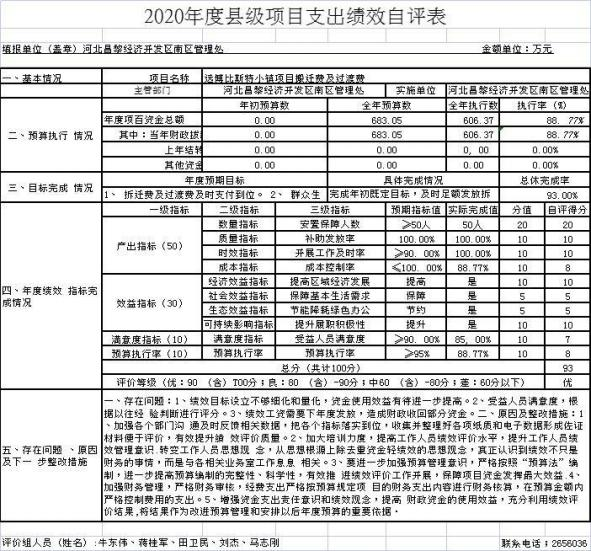 2020年度县级项目支出绩效自评表
填报单位（盖章）河北昌黎经济开发区南区管理处 金额单位：万元
一、基本情况 项目名称 达博比斯特小镇项目搬迁费及过渡费
主管部门 河北昌黎经济开发区南区管理处 实施单位 河北昌黎经济开发区南区管理处
二、预算执行 情况 年初预算数 全年预算数 全年执行数 执行率（%）
年度项目资金总额 0.00 683.05 606.37 88. 77%
其中：当年财政拨 0.00 683.05 606.37 88.77%
上年结转 0.00 0.00 0, 00 0.00%
其他资金 0.00 0.00 0.00 0.00%
三、目标完成 情况 年度预期目标 具体完成情况 总体完成率
1、 拆迁费及过渡费及时支付到位。 2、 群众生 完成年初既定目标，及时足额发放拆 93.00%
四、年度绩效 指标完成情况 一级指标 二级指标 三级指标 预期指标值 实际完成值 分值 自评得分
产出指标（50） 数量指标 安置保障人数 ≥50人 50人 20 20
质量指标 补助发放率 100.00% 100.00% 10 10
时效指标 开展工作及时率 ≥90. 00% 100.00% 10 10
成本指标 成本控制率 ≤100. 00% 88.77% 10 8
效益指标（30） 经济效益指标 提高区域经济发展 提高 是 10 10
社会效益指标 保障基本生活需求 保障 是 5 5
生态效益指标 节能降耗绿色办公 节约 是 5 5
可持续影响指标 提升履职积极性 提升 是 10 10
满意度指标（10） 满意度指标 受益人员满意度 ≥90. 00% 85, 00% 10 7
预算执行率（10） 预算执行率 预算执行率 ≥95% 88.77% 10 8
总分（共计100分） 93
评价等级（优：90 （含）T00分；良：80 （含）-90分；中60 （含）-80分；差：60分以下） 优
五、存在问题 、原因及下一 步整改措施
一、存在问题：1、绩效目标设立不够细化和量化，资金使用效益有待进一步提高。2、受益人员满意度，根
据以往经 验判断进行评分。3、绩效工资需要下年度发放，造成财政收回部分资金。二、原因及整改措施：1
、加强各个部门沟 通及时反馈相关数据，把各个指标落实到位，收集并整理好各项纸质和电子数据形成佐证
材料便于评价，有效提升绩 效评价质量。2、加大培训力度，提高工作人员绩效评价水平，提升工作人员绩
效管理意识.转变工作人员思想观 念，从思想根源上除去重资金轻绩效的思想观念，真正认识到绩效不只是
财务的事情，而是与各相关业务室工作息息 相关。3、要进一步加强预算管理意识，严格按照“预算法”编
制，进一步提高预算编制的完整性、科学性，有效推 进绩效评价工作开展，保障项目资金发挥最大效益.4、
加强财务管理，严格财务审核，经费支出严格按预算规定项 目的财务支出内容进行财务核算，在预算金额内
严格控制费用的支出。5、增强资金支出责任意识和绩效观念，提高 财政资金的使用效益，充分利用绩效评
价结果,将结果作为改进预算管理和安排以后年度预算的重要依据.
评价组人员（姓名）:牛东伟、蒋桂军、田卫民、刘杰、马志刚 联系电话：2656036